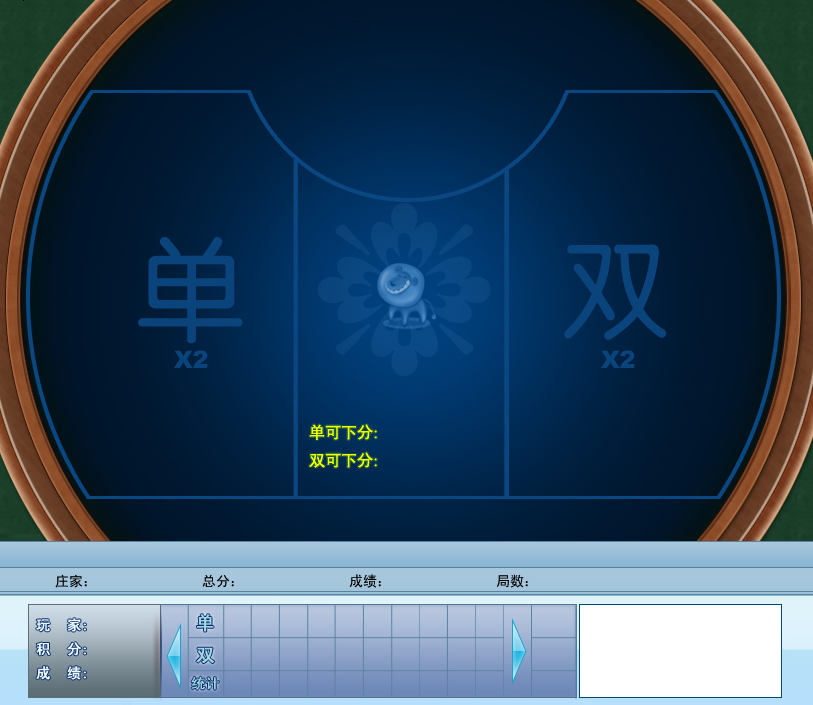 单
X2
双
X2
单可下分:
双可下分:
庄家: 总分: 成绩: 局数:
玩 家:
积 分:
成 绩:
单
双
统计